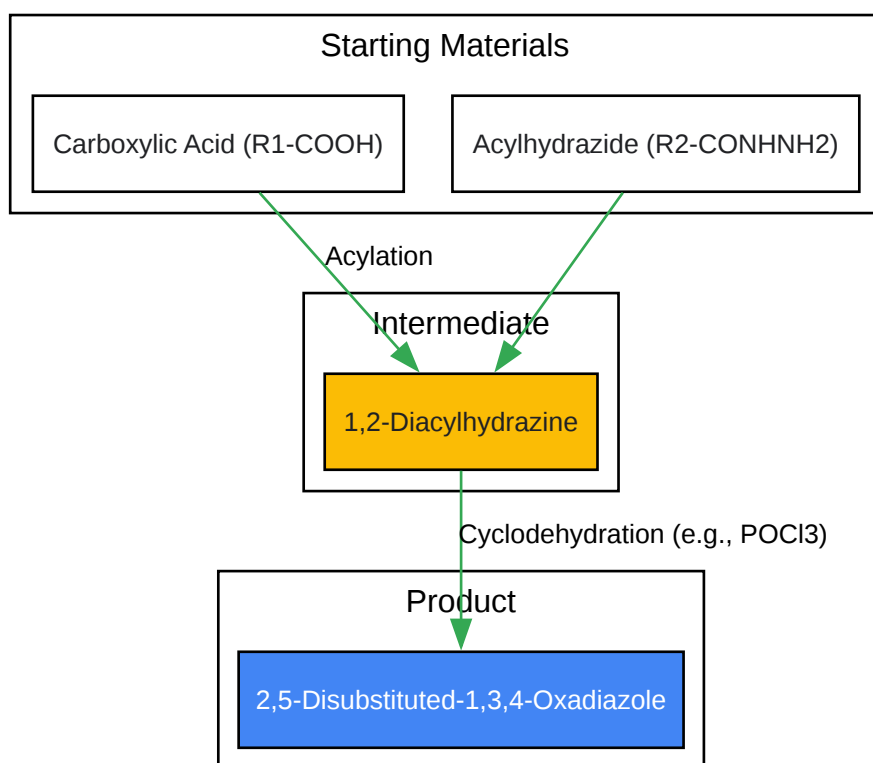 Starting Materials
Carboxylic Acid (R1-COOH)
Acylhydrazide (R2-CONHNH2)
Acylation
Intermediate
1,2-Diacylhydrazine
Cyclodehydration (e.g., POCl3)
Product
2,5-Disubstituted-1,3,4-Oxadiazole